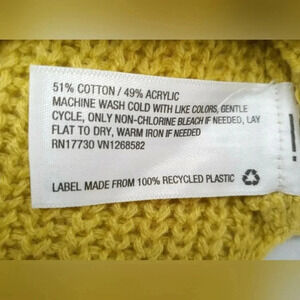 51% COTTON / 49% ACRYLIC
MACHINE WASH COLD WITH LIKE COLORS, GENTLE
CYCLE, ONLY NON-CHLORINE BLEACH IF NEEDED, LAY
FLAT TO DRY, WARM IRON IF NEEDED
RN17730 VN1268582
LABEL MADE FROM 100% RECYCLED PLASTIC